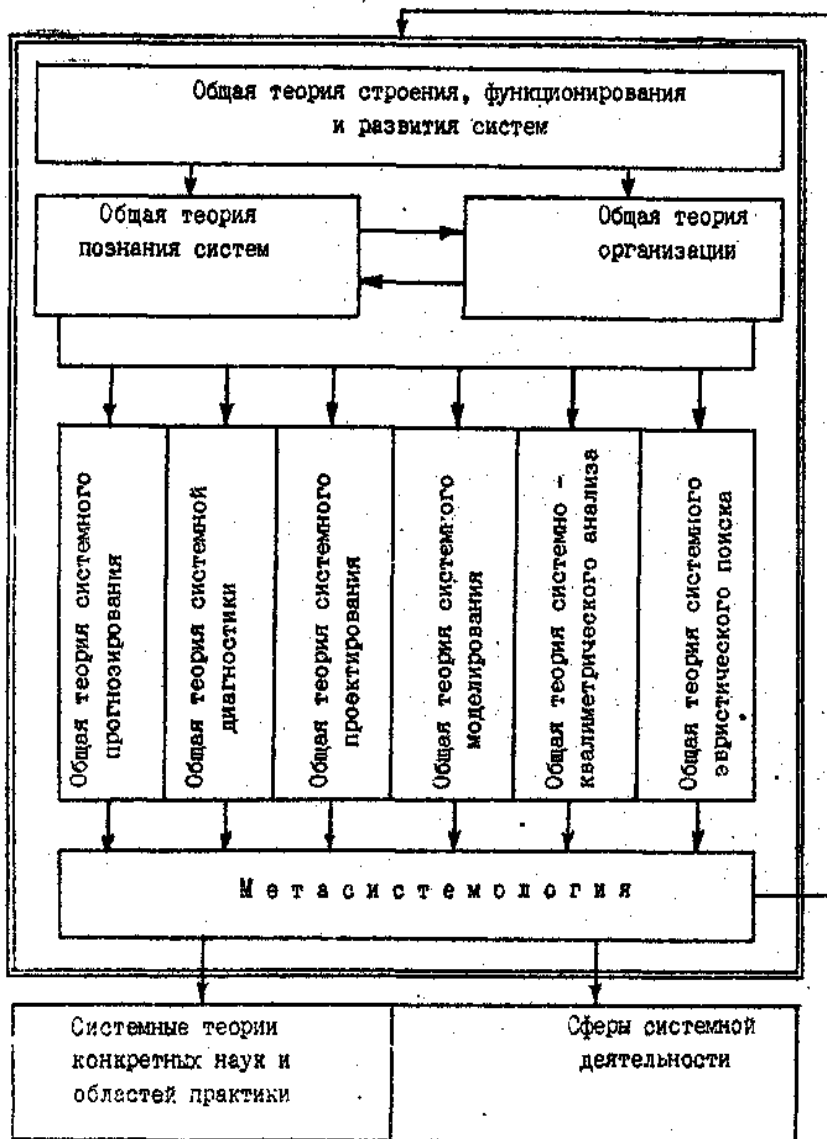 Общая теория строения, функционирования
и развития систем
Общая теория
познания систем
Общая теория
организации
Общая теория системного
прогнозирования
Общая теория системной
диагностики
Общая теория системного
проектирования
Общая теория системного
моделирования
Общая теория системно -
квалиметрического анализа
Общая теория системного
эвристического поиска
Метасистемология
Системные теории
конкретных наук и
областей практики
Сферы системной
деятельности